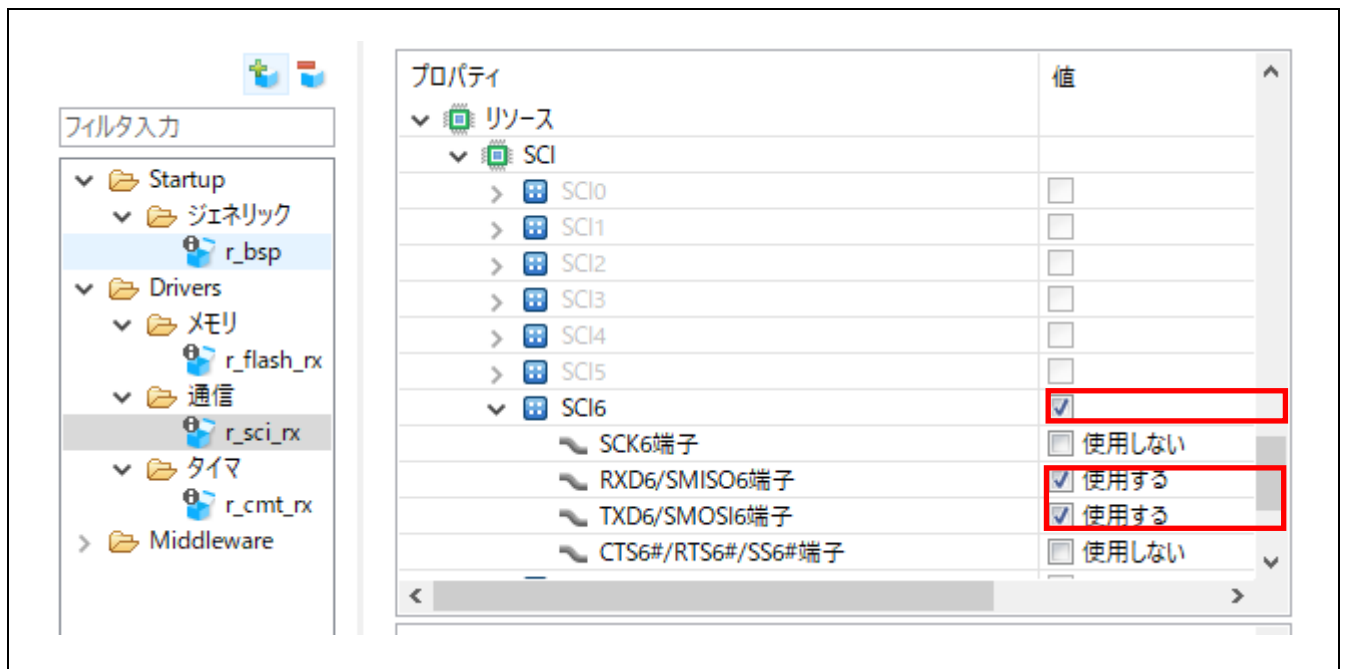 フィルタ入力
Startup
ジェネリック
r_bsp
Drivers
メモリ
r_flash_rx
通信
r_sci_rx
タイマ
r_cmt_rx
Middleware
プロパティ 値
リソース
SCI
SCI0
SCI1
SCI2
SCI3
SCI4
SCI5
SCI6
SCK6端子 使用しない
RXD6/SMISO6端子 使用する
TXD6/SMOSI6端子 使用する
CTS6#/RTS6#/SS6#端子 使用しない